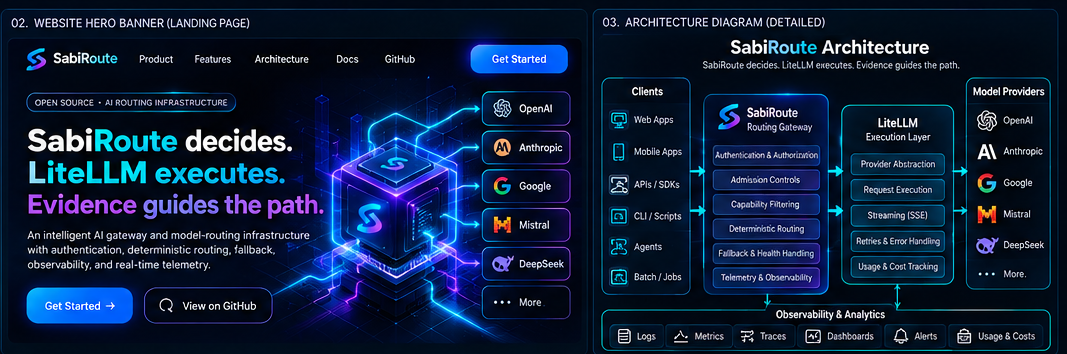 02. WEBSITE HERO BANNER (LANDING PAGE)
SabiRoute
Product
Features
Architecture
Docs
GitHub
Get Started
OPEN SOURCE • AI ROUTING INFRASTRUCTURE
SabiRoute decides.
LiteLLM executes.
Evidence guides the path.
An intelligent AI gateway and model-routing infrastructure
with authentication, deterministic routing, fallback,
observability, and real-time telemetry.
Get Started →
View on GitHub
OpenAI
Anthropic
Google
Mistral
DeepSeek
••• More
03. ARCHITECTURE DIAGRAM (DETAILED)
SabiRoute Architecture
SabiRoute decides. LiteLLM executes. Evidence guides the path.
Clients
Web Apps
Mobile Apps
APIs / SDKs
CLI / Scripts
Agents
Batch / Jobs
SabiRoute
Routing Gateway
Authentication & Authorization
Admission Controls
Capability Filtering
Deterministic Routing
Fallback & Health Handling
Telemetry & Observability
LiteLLM
Execution Layer
Provider Abstraction
Request Execution
Streaming (SSE)
Retries & Error Handling
Usage & Cost Tracking
Model Providers
OpenAI
Anthropic
Google
Mistral
DeepSeek
••• More.
Observability & Analytics
Logs
Metrics
Traces
Dashboards
Alerts
Usage & Costs